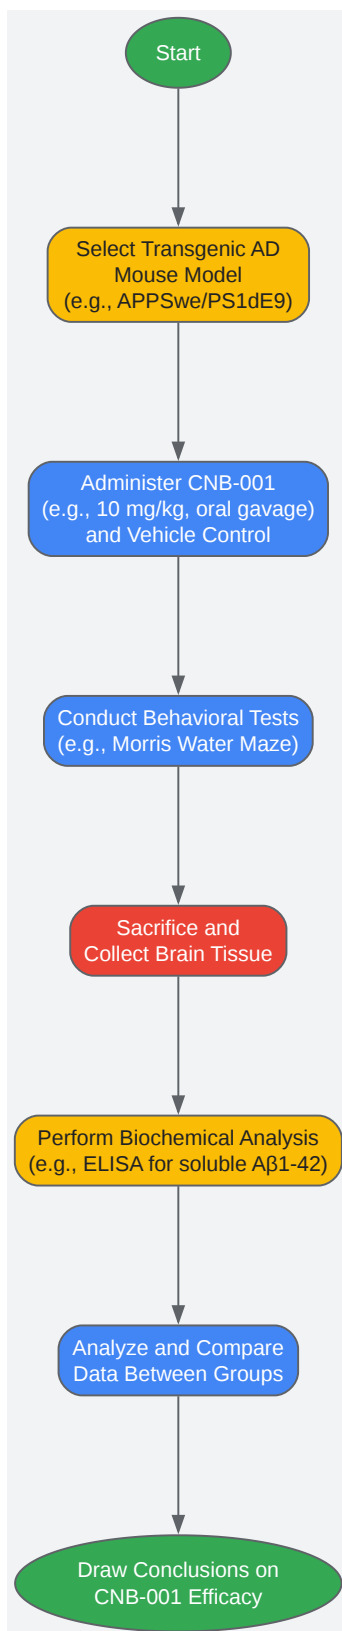 Start
Select Transgenic AD
Mouse Model
(e.g., APPSwe/PS1dE9)
Administer CNB-001
(e.g., 10 mg/kg, oral gavage)
and Vehicle Control
Conduct Behavioral Tests
(e.g., Morris Water Maze)
Sacrifice and
Collect Brain Tissue
Perform Biochemical Analysis
(e.g., ELISA for soluble Aβ1-42)
Analyze and Compare
Data Between Groups
Draw Conclusions on
CNB-001 Efficacy